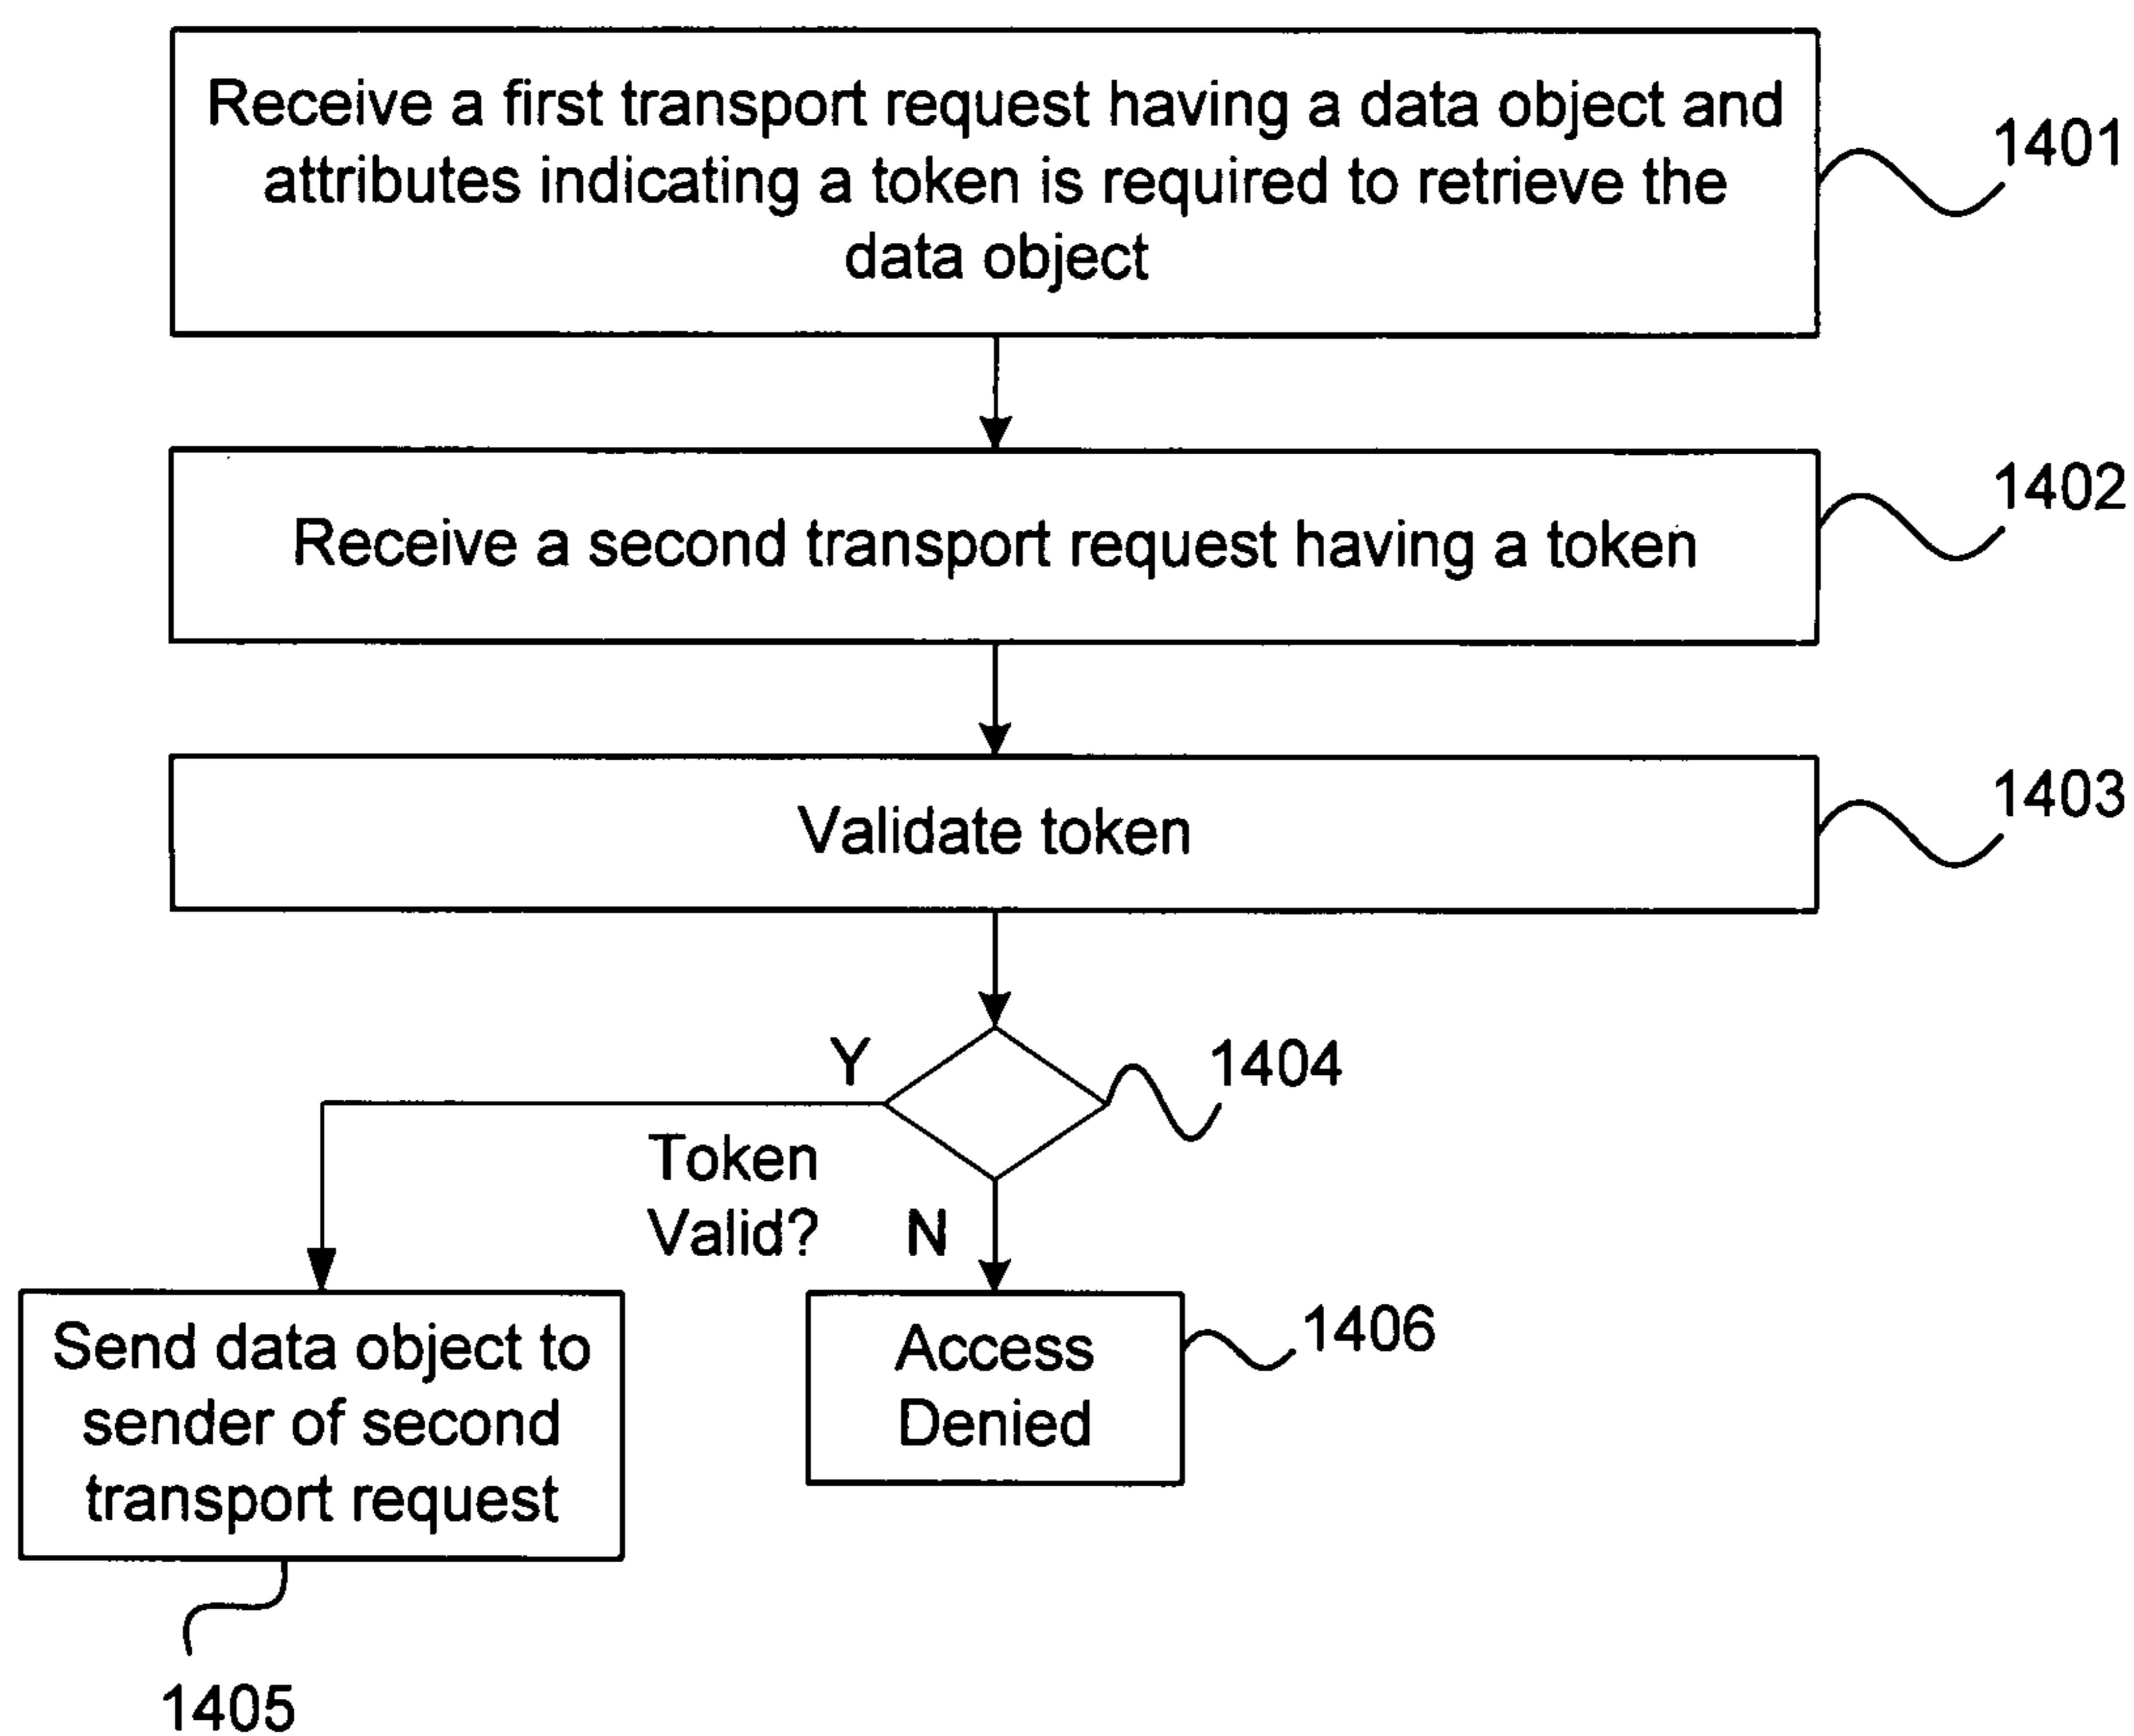 Receive a first transport request having a data object and
attributes indicating a token is required to retrieve the
data object
1401
Receive a second transport request having a token
1402
Validate token
1403
Y
1404
Token
Valid?
N
Send data object to
sender of second
transport request
1405
Access
Denied
1406